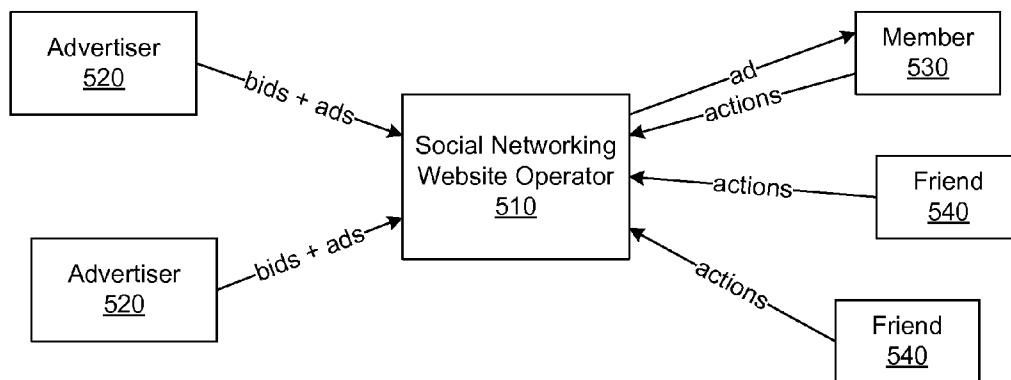 Advertiser
520
bids + ads
Advertiser
520
bids + ads
Social Networking
Website Operator
510
ad
actions
Member
530
actions
Friend
540
actions
Friend
540